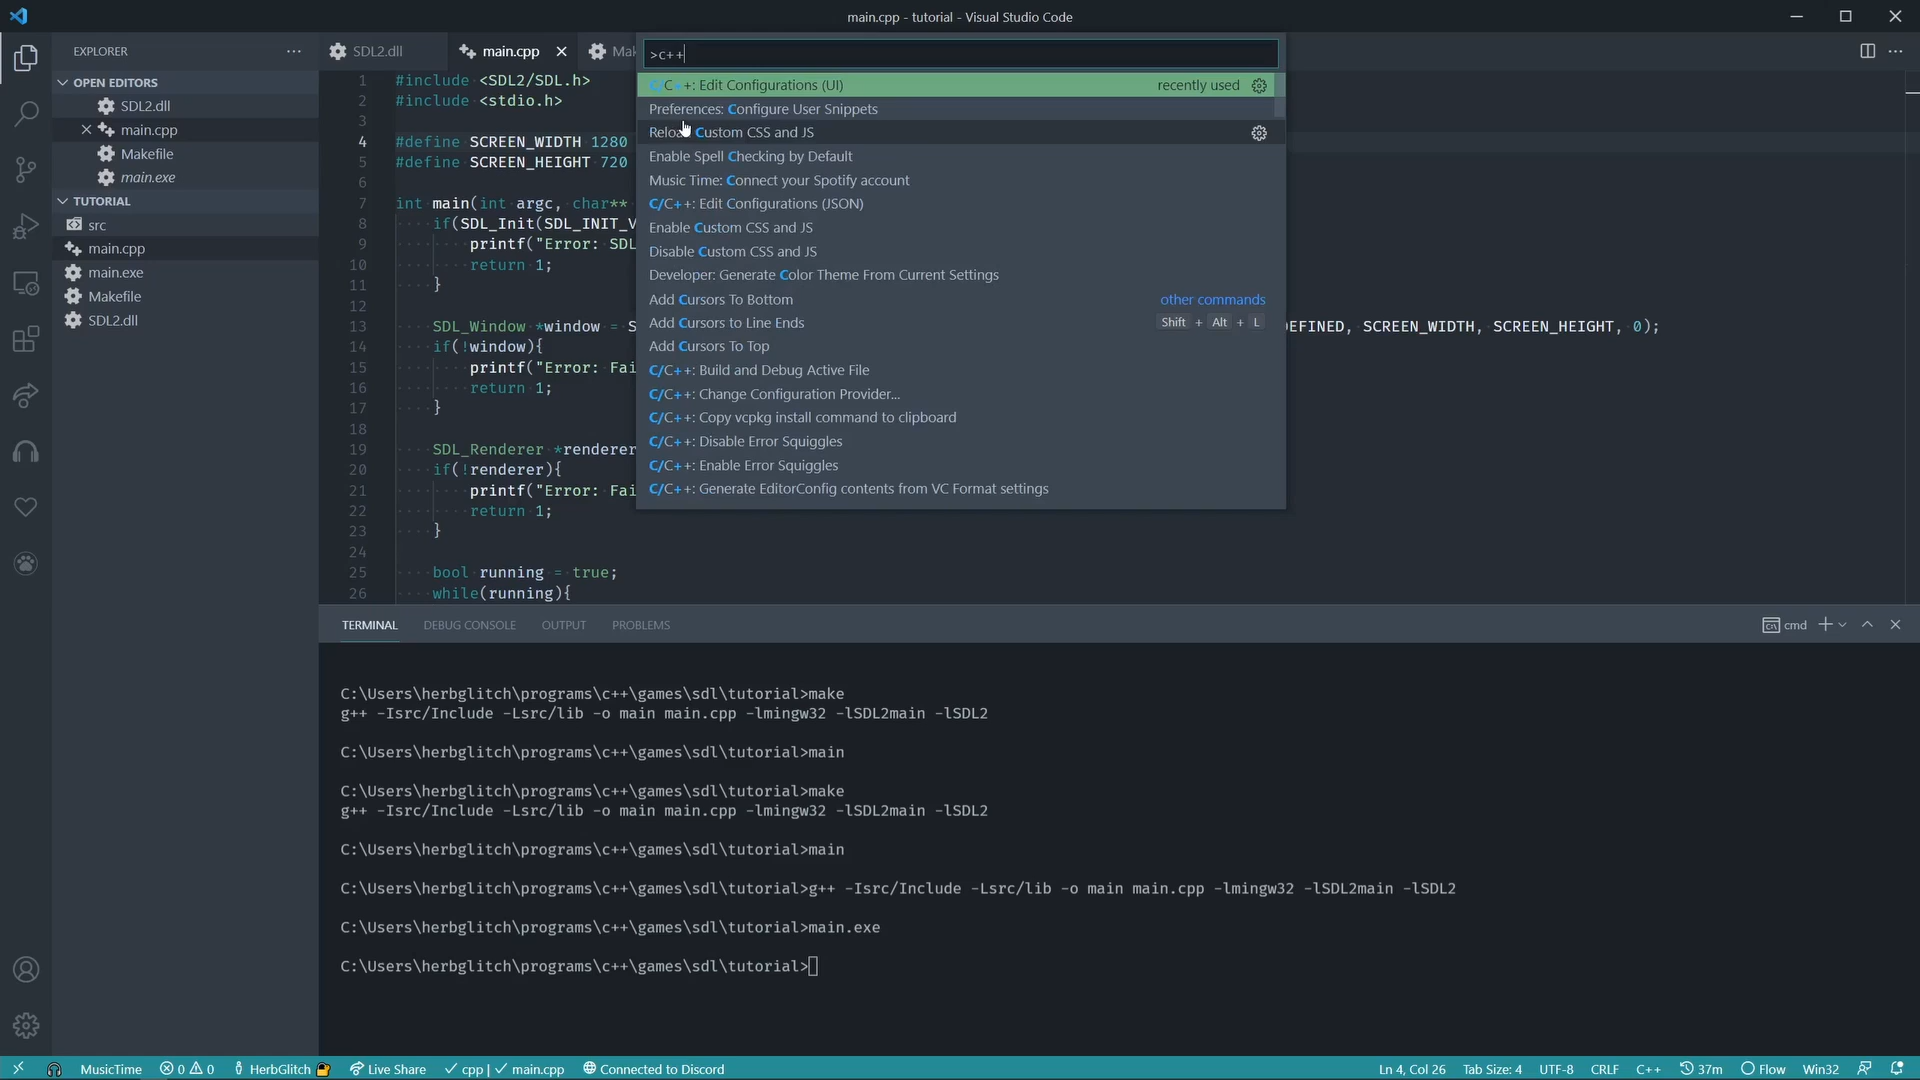 main.cpp - tutorial - Visual Studio Code
EXPLORER
SDL2.dll
main.cpp
>c++
OPEN EDITORS
SDL2.dll
main.cpp
Makefile
main.exe
TUTORIAL
src
main.cpp
main.exe
Makefile
SDL2.dll
C/C++: Edit Configurations (UI) recently used
Preferences: Configure User Snippets
Reload Custom CSS and JS
Enable Spell Checking by Default
Music Time: Connect your Spotify account
C/C++: Edit Configurations (JSON)
Enable Custom CSS and JS
Disable Custom CSS and JS
Developer: Generate Color Theme From Current Settings
Add Cursors To Bottom other commands
Add Cursors to Line Ends Shift + Alt + L
Add Cursors To Top
C/C++: Build and Debug Active File
C/C++: Change Configuration Provider...
C/C++: Copy vcpkg install command to clipboard
C/C++: Disable Error Squiggles
C/C++: Enable Error Squiggles
C/C++: Generate EditorConfig contents from VC Format settings
1 #include <SDL2/SDL.h>
2 #include <stdio.h>
3
4 #define SCREEN_WIDTH 1280
5 #define SCREEN_HEIGHT 720
6
7 int main(int argc, char**
8 if(SDL_Init(SDL_INIT_V
9 printf("Error: SDL
10 return 1;
11 }
12
13 SDL_Window *window = S EFINED, SCREEN_WIDTH, SCREEN_HEIGHT, 0);
14 if(!window){
15 printf("Error: Fai
16 return 1;
17 }
18
19 SDL_Renderer *renderer
20 if(!renderer){
21 printf("Error: Fai
22 return 1;
23 }
24
25 bool running = true;
26 while(running){
TERMINAL DEBUG CONSOLE OUTPUT PROBLEMS cmd
C:\Users\herbglitch\programs\c++\games\sdl\tutorial>make
g++ -Isrc/Include -Lsrc/lib -o main main.cpp -lmingw32 -lSDL2main -lSDL2
C:\Users\herbglitch\programs\c++\games\sdl\tutorial>main
C:\Users\herbglitch\programs\c++\games\sdl\tutorial>make
g++ -Isrc/Include -Lsrc/lib -o main main.cpp -lmingw32 -lSDL2main -lSDL2
C:\Users\herbglitch\programs\c++\games\sdl\tutorial>main
C:\Users\herbglitch\programs\c++\games\sdl\tutorial>g++ -Isrc/Include -Lsrc/lib -o main main.cpp -lmingw32 -lSDL2main -lSDL2
C:\Users\herbglitch\programs\c++\games\sdl\tutorial>main.exe
C:\Users\herbglitch\programs\c++\games\sdl\tutorial>
MusicTime 0 0 HerbGlitch Live Share cpp | main.cpp Connected to Discord Ln 4, Col 26 Tab Size: 4 UTF-8 CRLF C++ 37m Flow Win32